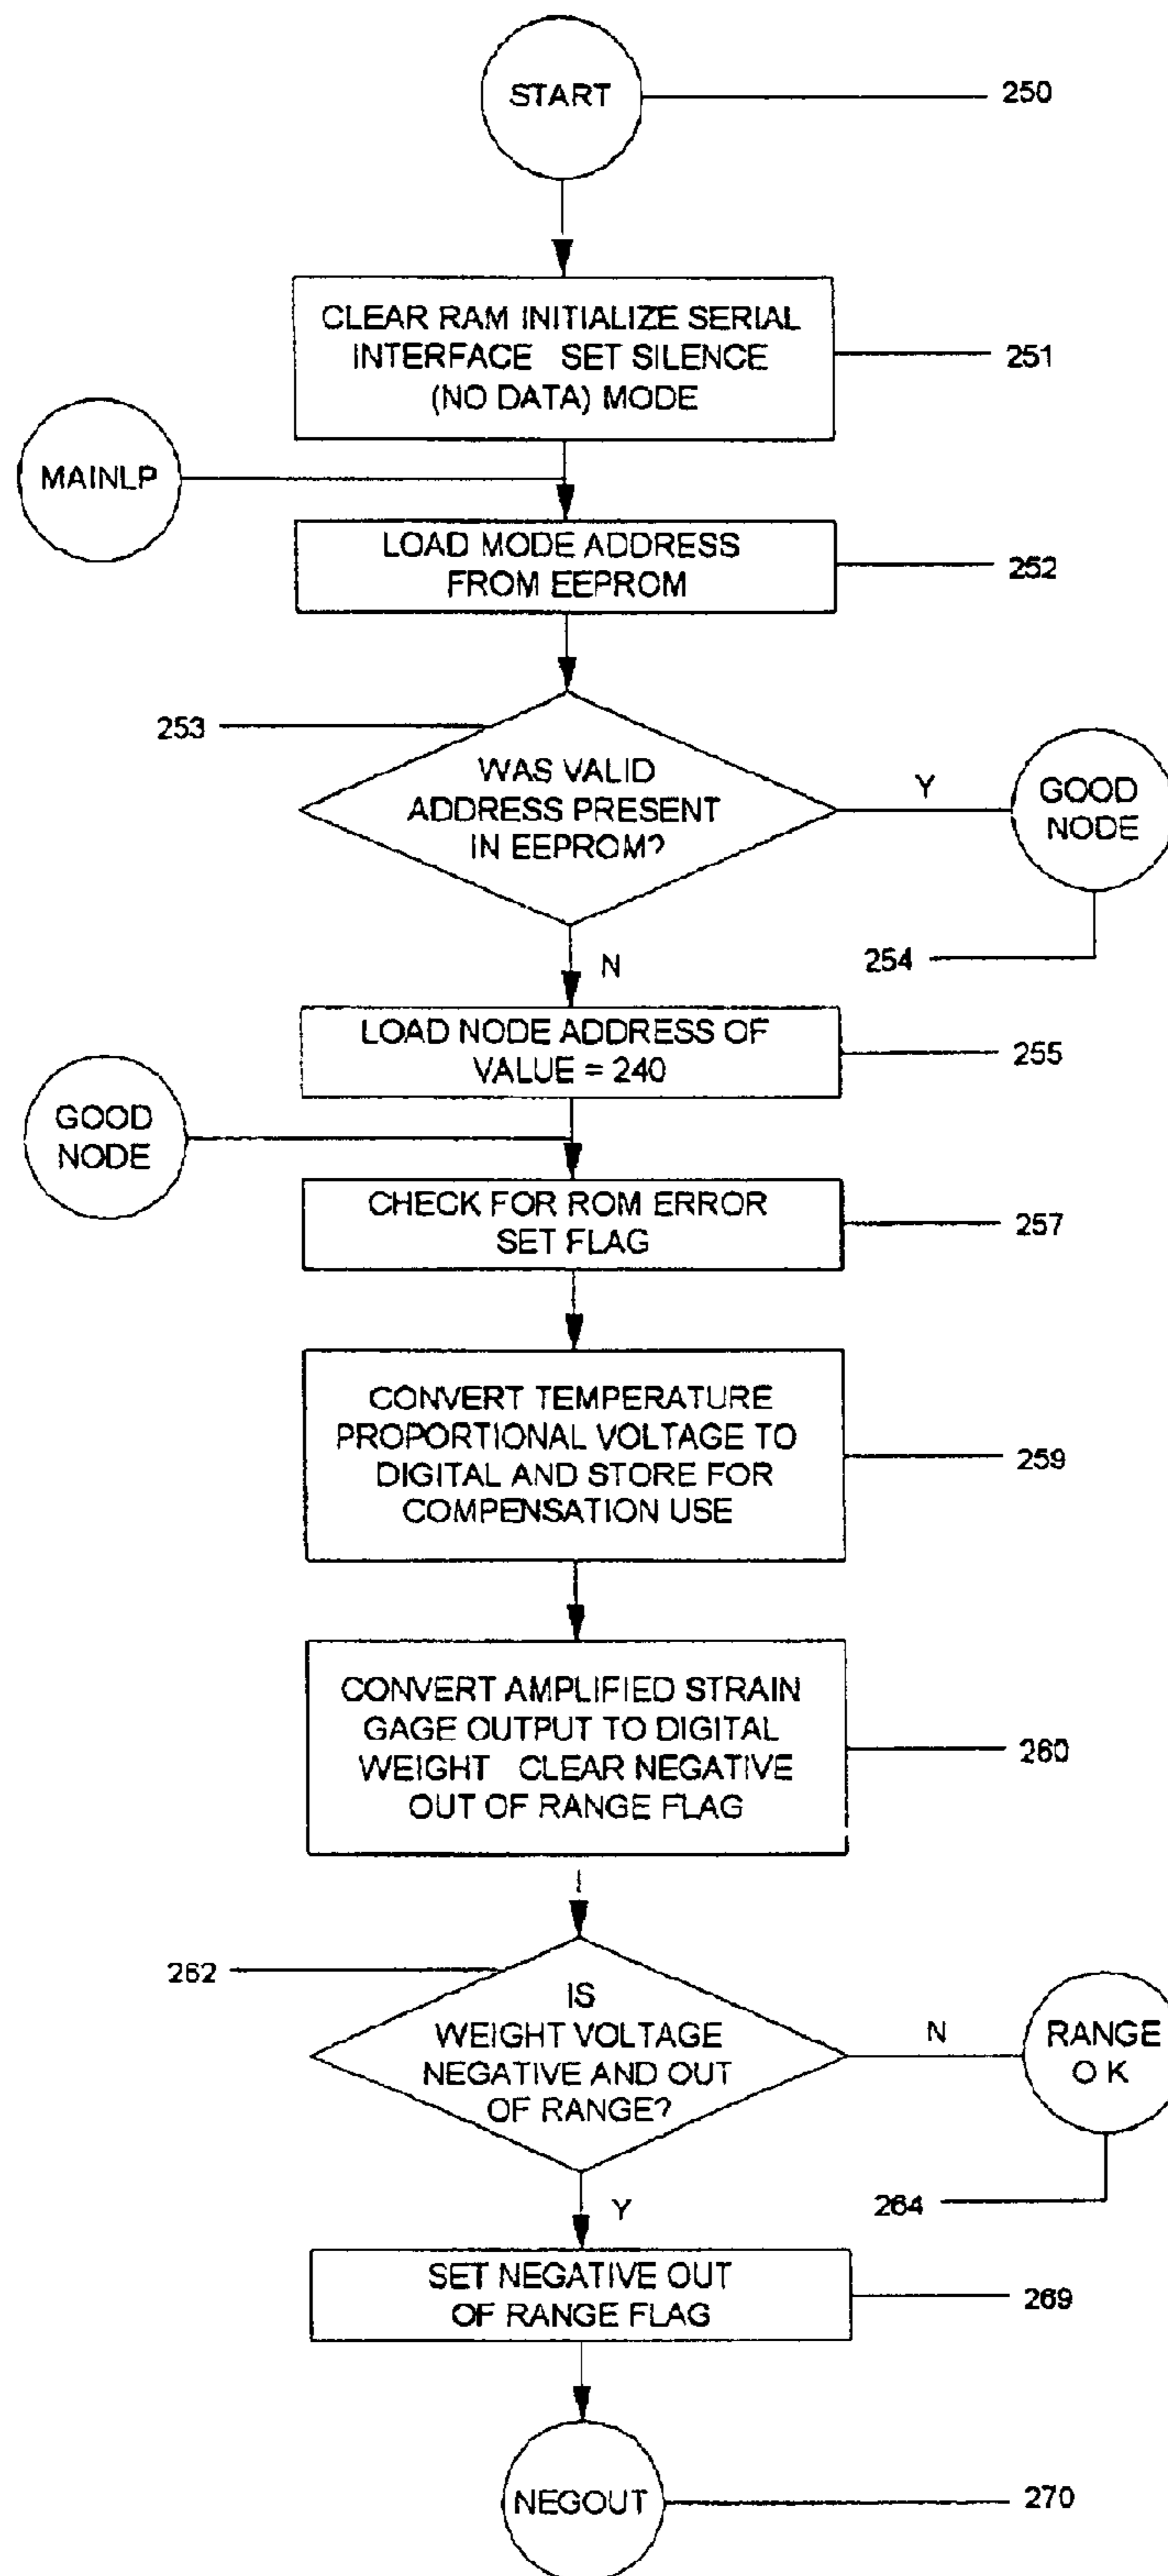 START
250
CLEAR RAM INITIALIZE SERIAL
INTERFACE SET SILENCE
(NO DATA) MODE
251
MAINLP
LOAD MODE ADDRESS
FROM EEPROM
252
253
WAS VALID
ADDRESS PRESENT
IN EEPROM?
Y
GOOD
NODE
254
N
LOAD NODE ADDRESS OF
VALUE = 240
255
GOOD
NODE
CHECK FOR ROM ERROR
SET FLAG
257
CONVERT TEMPERATURE
PROPORTIONAL VOLTAGE TO
DIGITAL AND STORE FOR
COMPENSATION USE
259
CONVERT AMPLIFIED STRAIN
GAGE OUTPUT TO DIGITAL
WEIGHT CLEAR NEGATIVE
OUT OF RANGE FLAG
260
262
IS
WEIGHT VOLTAGE
NEGATIVE AND OUT
OF RANGE?
N
RANGE
O K
264
Y
SET NEGATIVE OUT
OF RANGE FLAG
269
NEGOUT
270